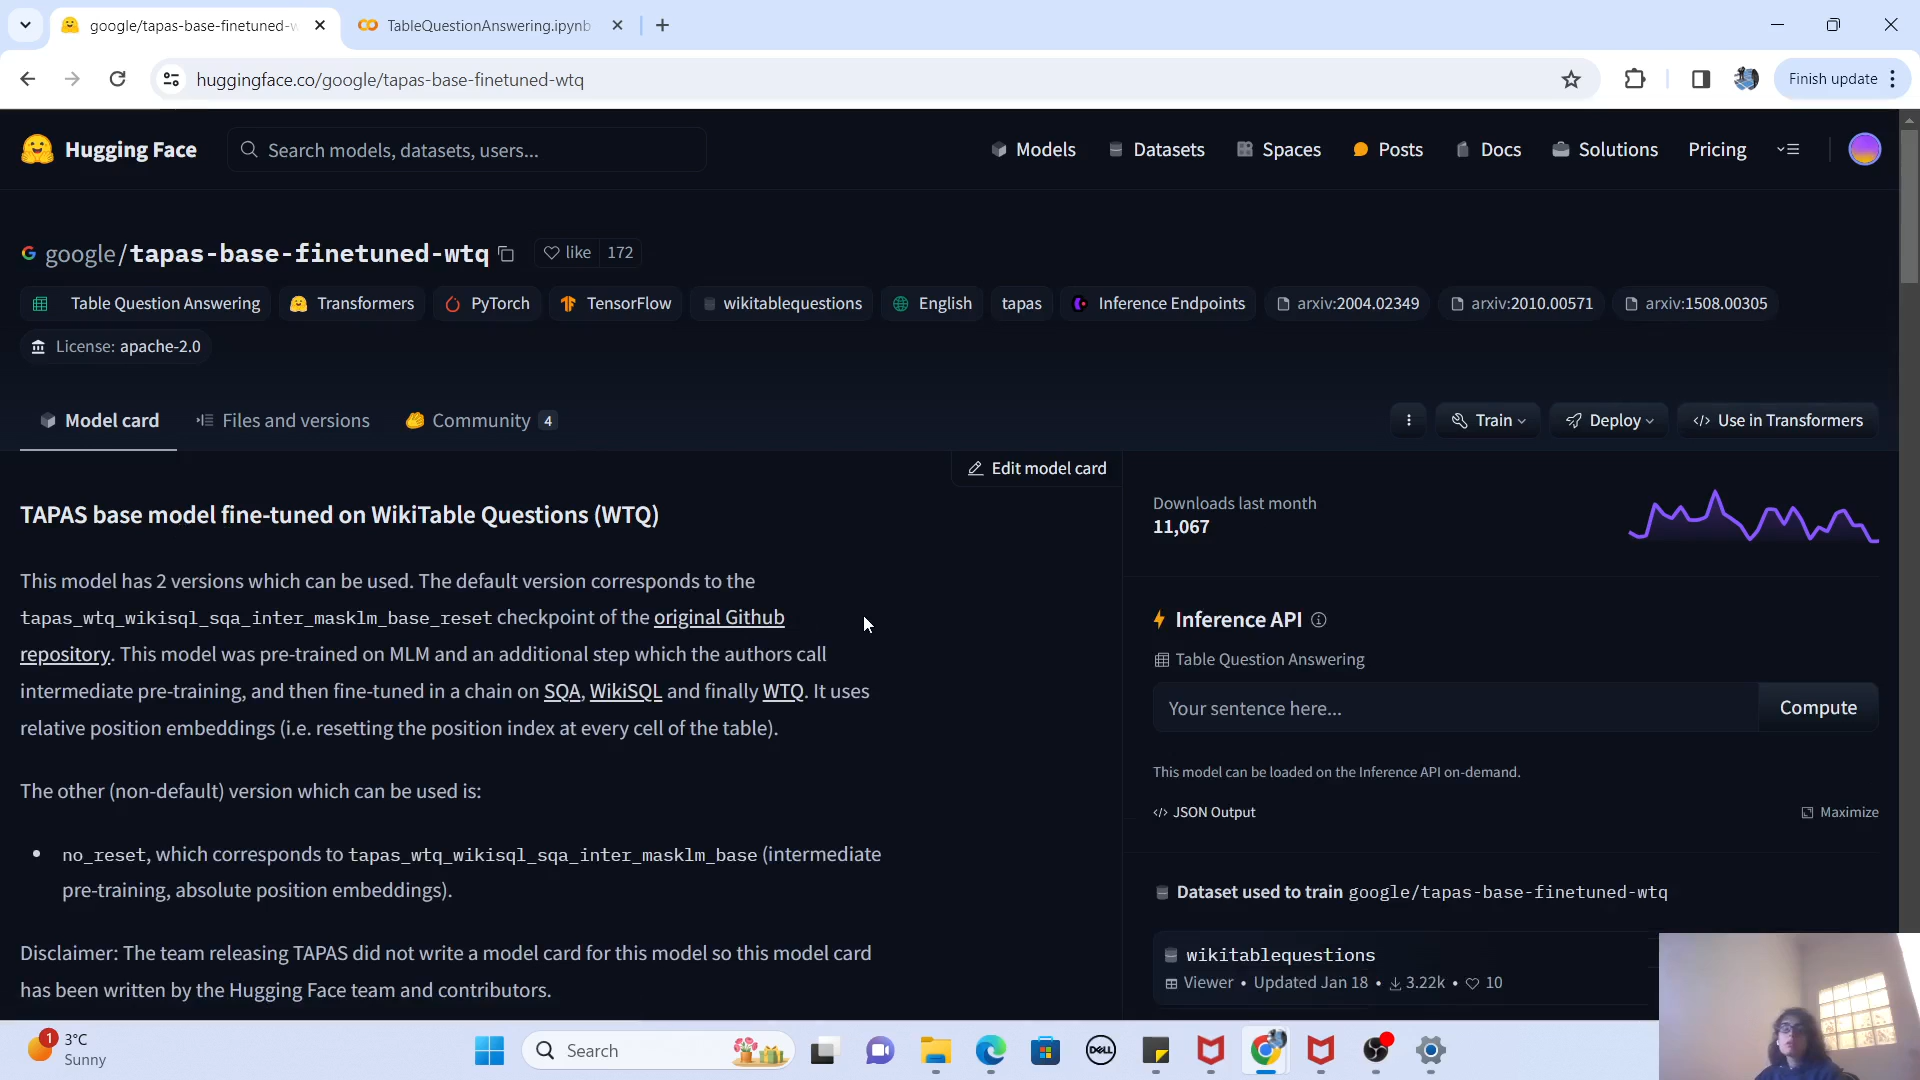 google/tapas-base-finetuned-w
TableQuestionAnswering.ipynb
huggingface.co/google/tapas-base-finetuned-wtq
Finish update
Hugging Face
Search models, datasets, users...
Models
Datasets
Spaces
Posts
Docs
Solutions
Pricing
google/tapas-base-finetuned-wtq
like 172
Table Question Answering
Transformers
PyTorch
TensorFlow
wikitablequestions
English
tapas
Inference Endpoints
arxiv:2004.02349
arxiv:2010.00571
arxiv:1508.00305
License: apache-2.0
Model card
Files and versions
Community 4
Train
Deploy
</> Use in Transformers
Edit model card
TAPAS base model fine-tuned on WikiTable Questions (WTQ)
This model has 2 versions which can be used. The default version corresponds to the
tapas_wtq_wikisql_sqa_inter_masklm_base_reset checkpoint of the original Github
repository. This model was pre-trained on MLM and an additional step which the authors call
intermediate pre-training, and then fine-tuned in a chain on SQA, WikiSQL and finally WTQ. It uses
relative position embeddings (i.e. resetting the position index at every cell of the table).
The other (non-default) version which can be used is:
• no_reset, which corresponds to tapas_wtq_wikisql_sqa_inter_masklm_base (intermediate
pre-training, absolute position embeddings).
Disclaimer: The team releasing TAPAS did not write a model card for this model so this model card
has been written by the Hugging Face team and contributors.
Downloads last month
11,067
Inference API
Table Question Answering
Your sentence here...
Compute
This model can be loaded on the Inference API on-demand.
</> JSON Output
Maximize
Dataset used to train google/tapas-base-finetuned-wtq
wikitablequestions
Viewer • Updated Jan 18 • 3.22k • 10
1
3°C
Sunny
Search
DELL